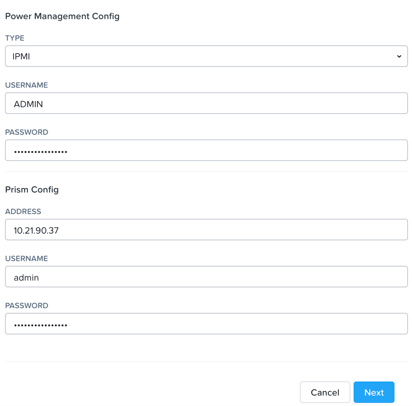 Power Management Config
TYPE
IPMI
USERNAME
ADMIN
PASSWORD
••••••••••••••••
Prism Config
ADDRESS
10.21.90.37
USERNAME
admin
PASSWORD
••••••••••••••••
Cancel Next